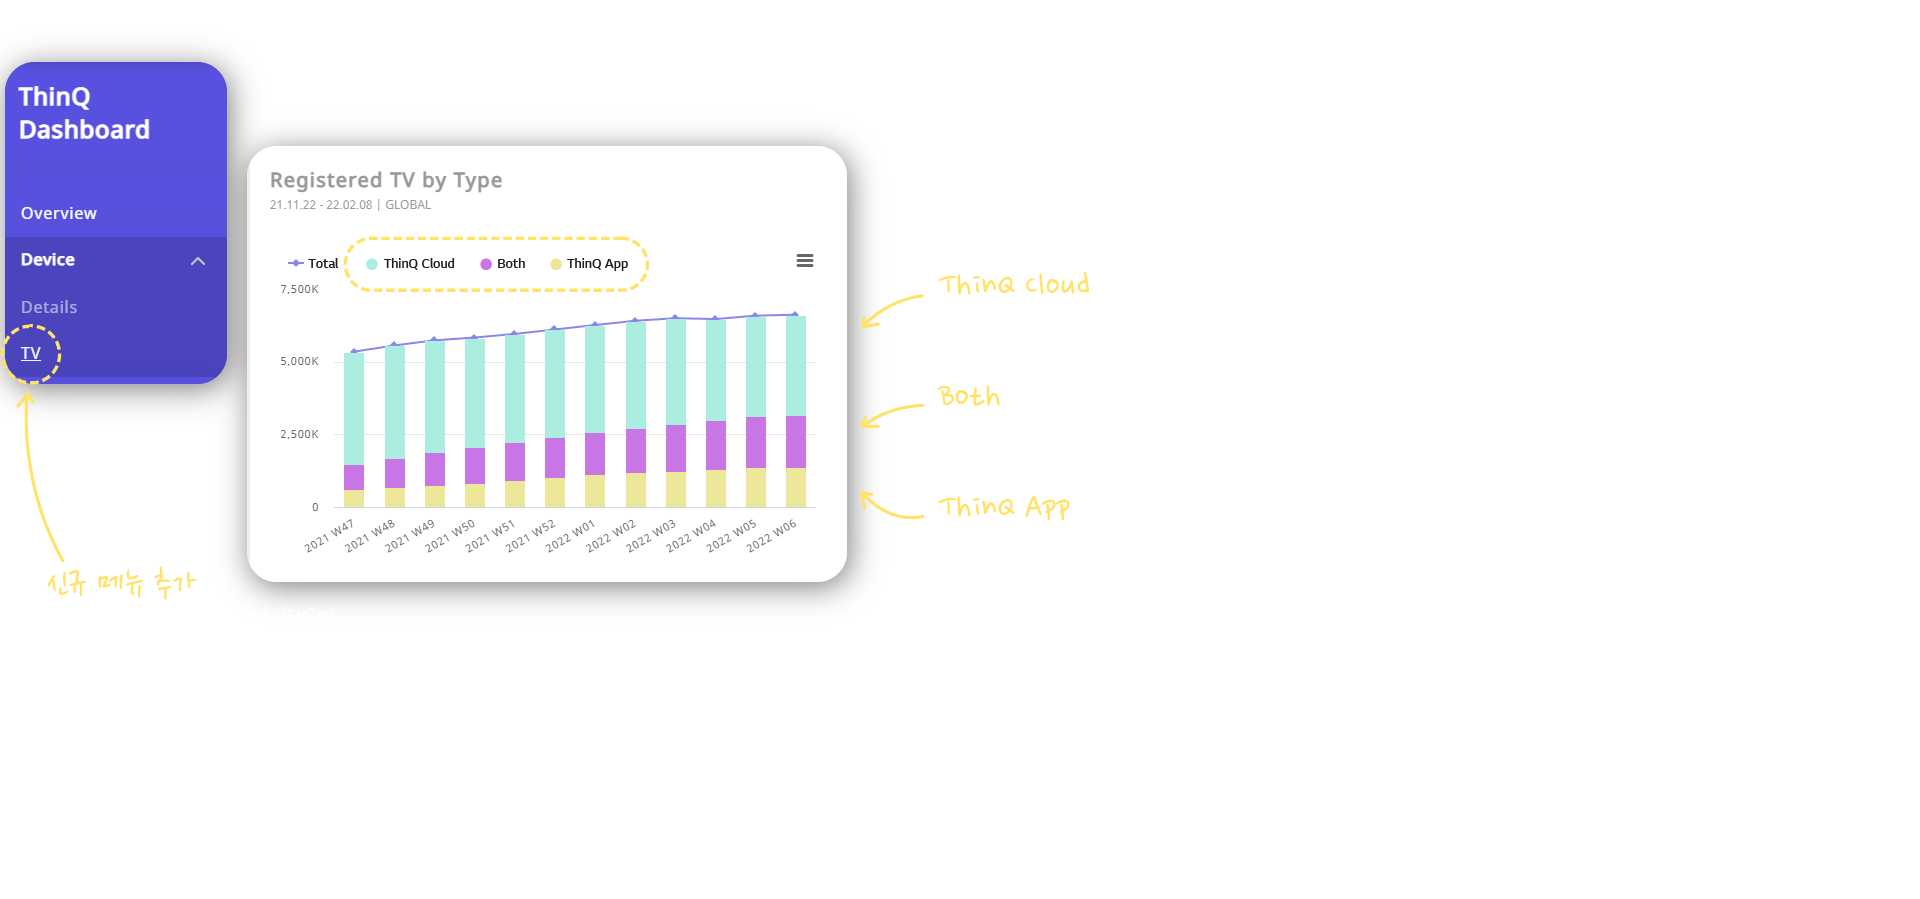 ThinQ
Dashboard
Overview
Device
Details
TV
신규 메뉴 추가
Registered TV by Type
21.11.22 - 22.02.08 | GLOBAL
Total ThinQ Cloud Both ThinQ App
7,500K
5,000K
2,500K
0
2021 W47
2021 W48
2021 W49
2021 W50
2021 W51
2021 W52
2022 W01
2022 W02
2022 W03
2022 W04
2022 W05
2022 W06
ThinQ cloud
Both
ThinQ App